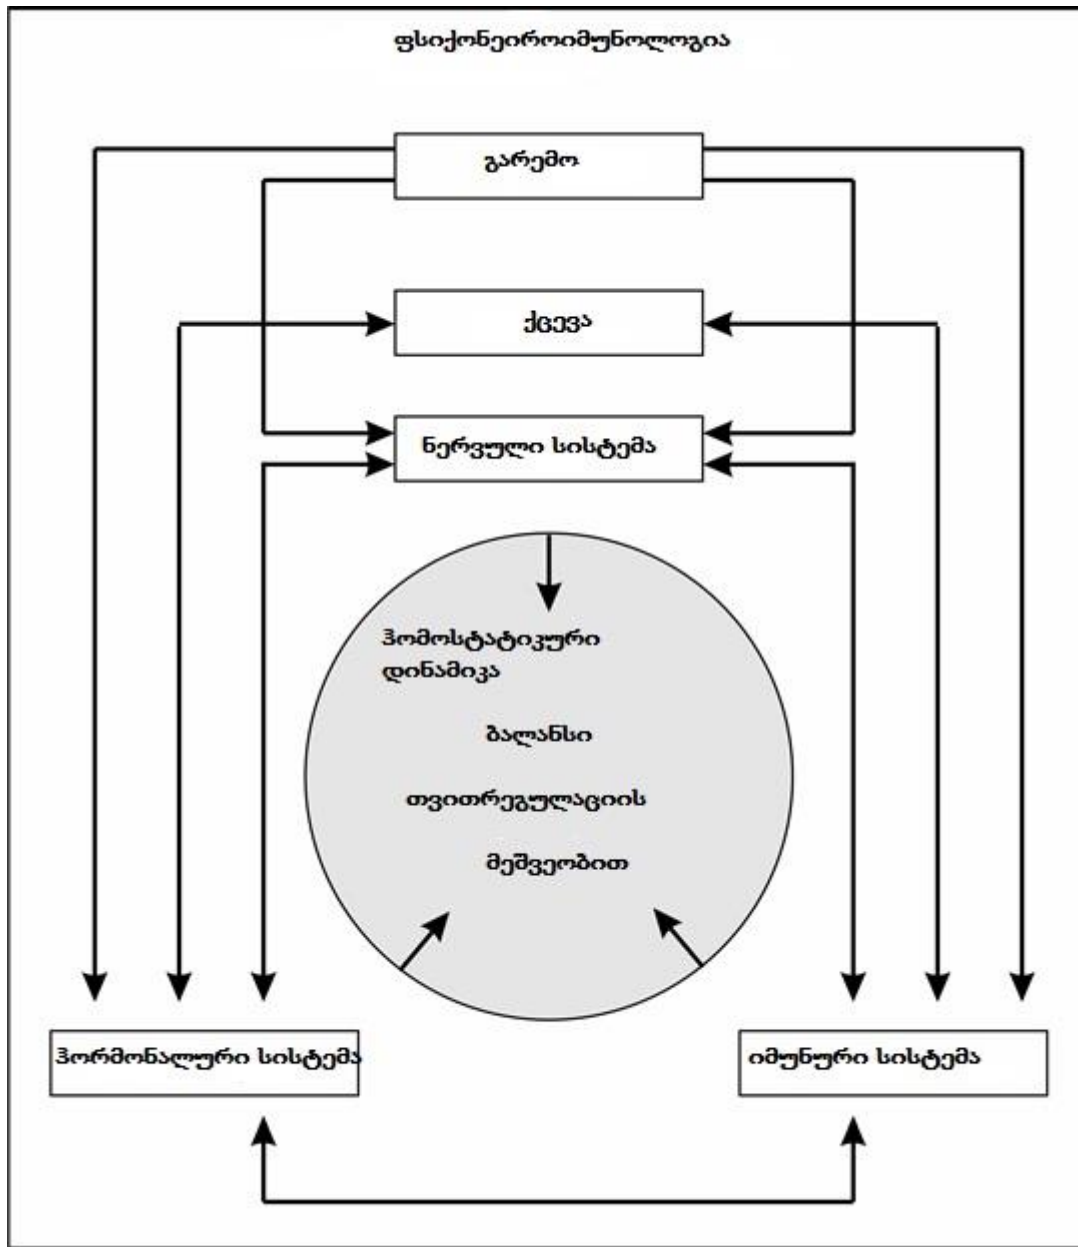 ფსიქონეიროიმუნოლოგია
გარემო
ქცევა
ნერვული სისტემა
ჰომოსტატიკური
დინამიკა
ბალანსი
თვითრეგულაციის
მეშვეობით
ჰორმონალური სისტემა
იმუნური სისტემა